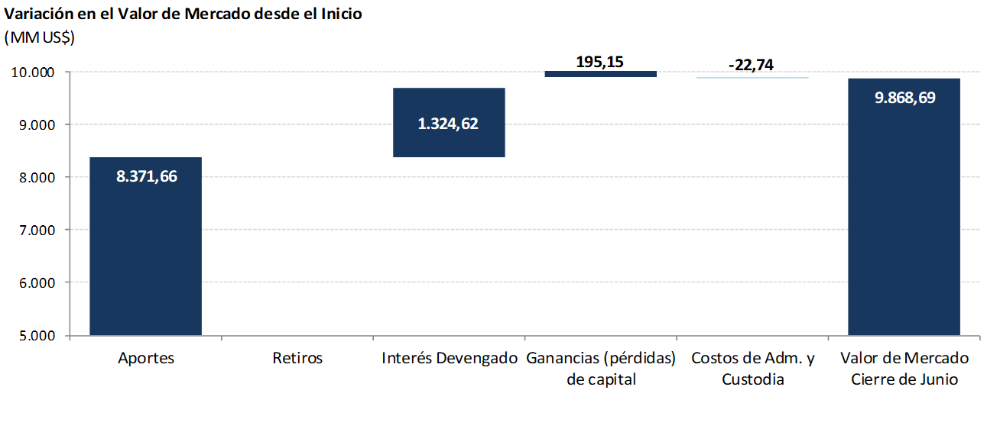 Variación en el Valor de Mercado desde el Inicio
(MM US$)
10.000
9.000
8.000
7.000
6.000
5.000
8.371,66
1.324,62
195,15
-22,74
9.868,69
Aportes
Retiros
Interés Devengado
Ganancias (pérdidas)
de capital
Costos de Adm. y
Custodia
Valor de Mercado
Cierre de Junio